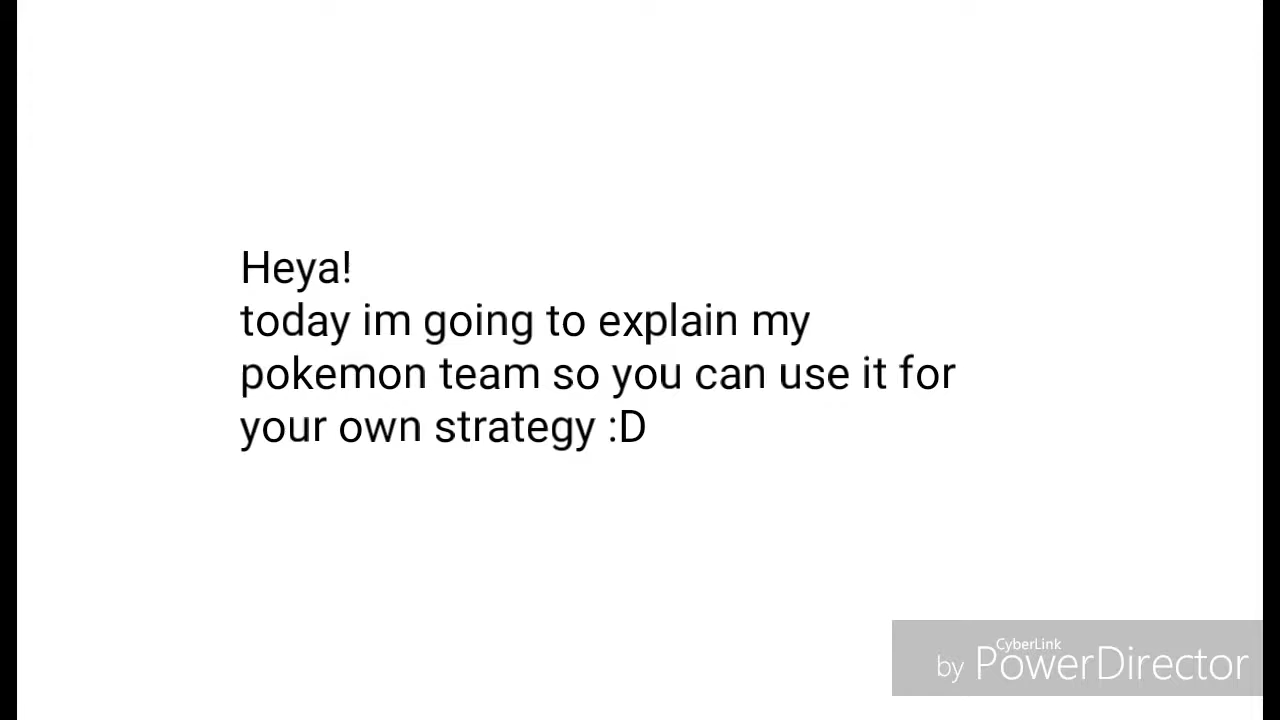 Heya!
today im going to explain my
pokemon team so you can use it for
your own strategy :D
CyberLink
by PowerDirector